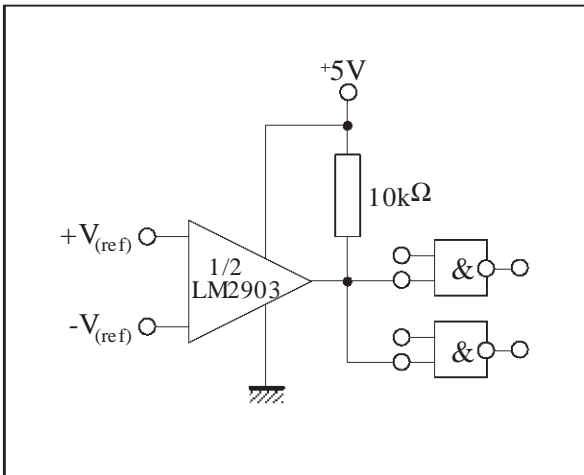 +5V
10kΩ
+V(ref)
1/2
LM2903
-V(ref)
&
&